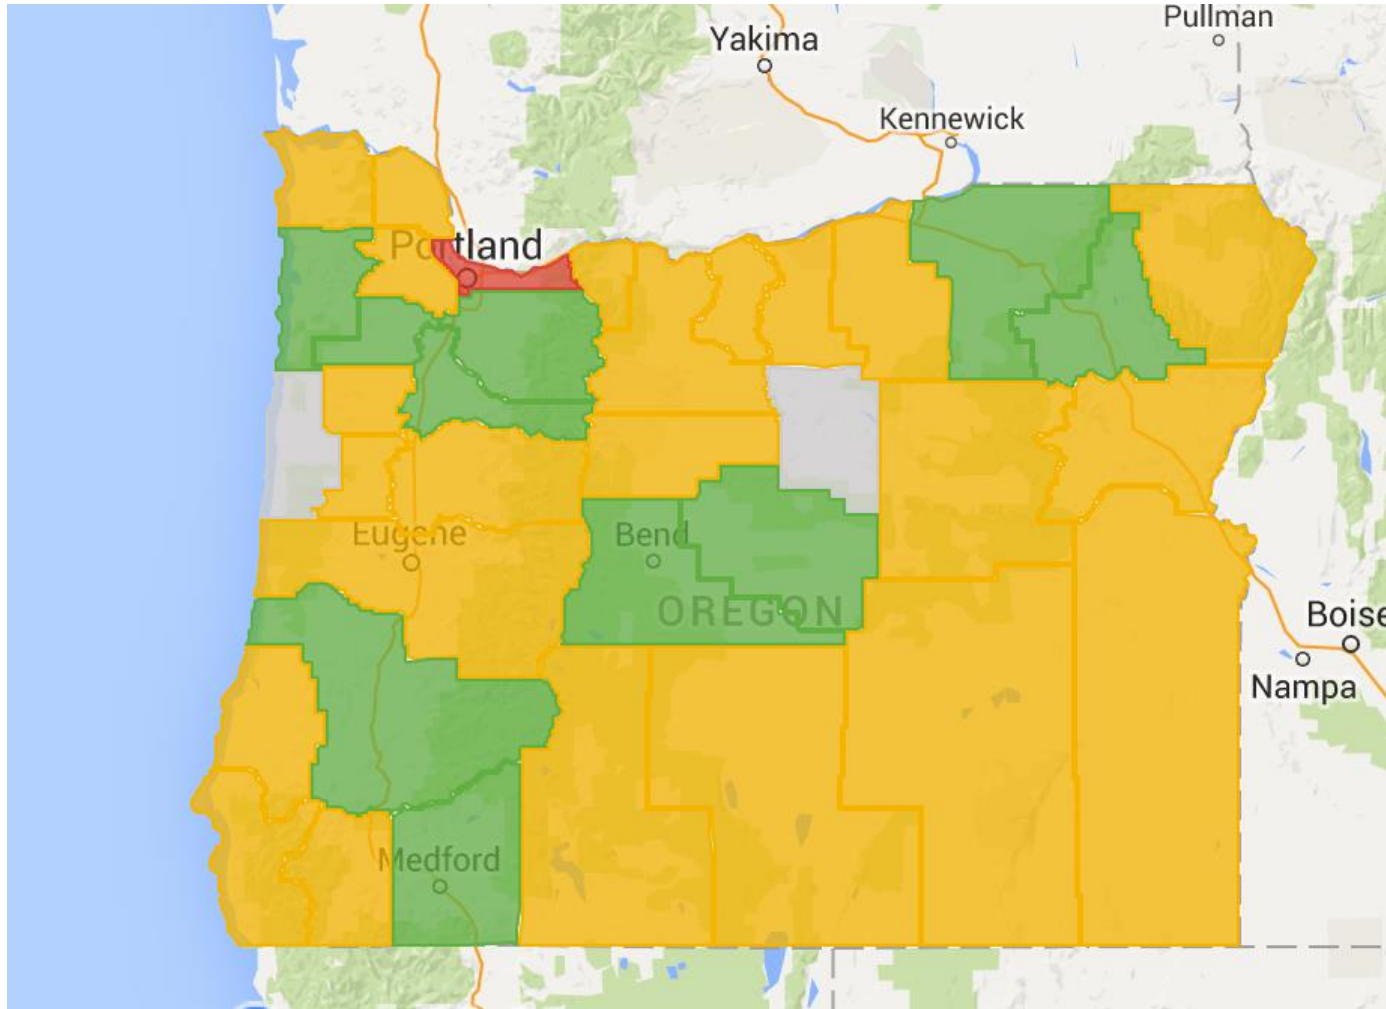 Pullman
Yakima
Kennewick
Portland
Eugene
Bend
OREGON
Boise
Nampa
Medford